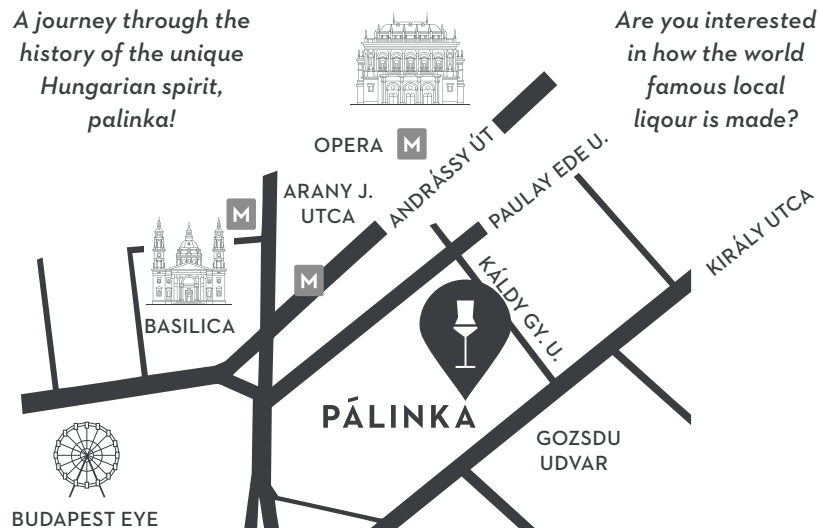 A journey through the
history of the unique
Hungarian spirit,
palinka!
Are you interested
in how the world
famous local
liqour is made?
OPERA M
ANDRÁSSY ÚT
PAULAY EDE U.
KIRÁLY UTCA
ARANY J.
UTCA
M
M
KÁLDY GY. U.
BASILICA
PÁLINKA
GOZSDU
UDVAR
BUDAPEST EYE